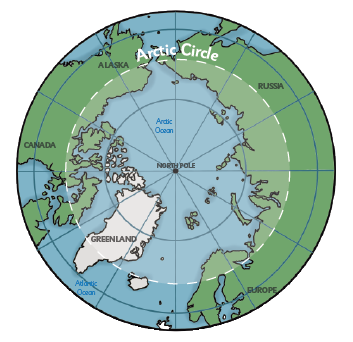 Arctic Circle
ALASKA
RUSSIA
Arctic
Ocean
CANADA
NORTH POLE
GREENLAND
Atlantic
Ocean
EUROPE